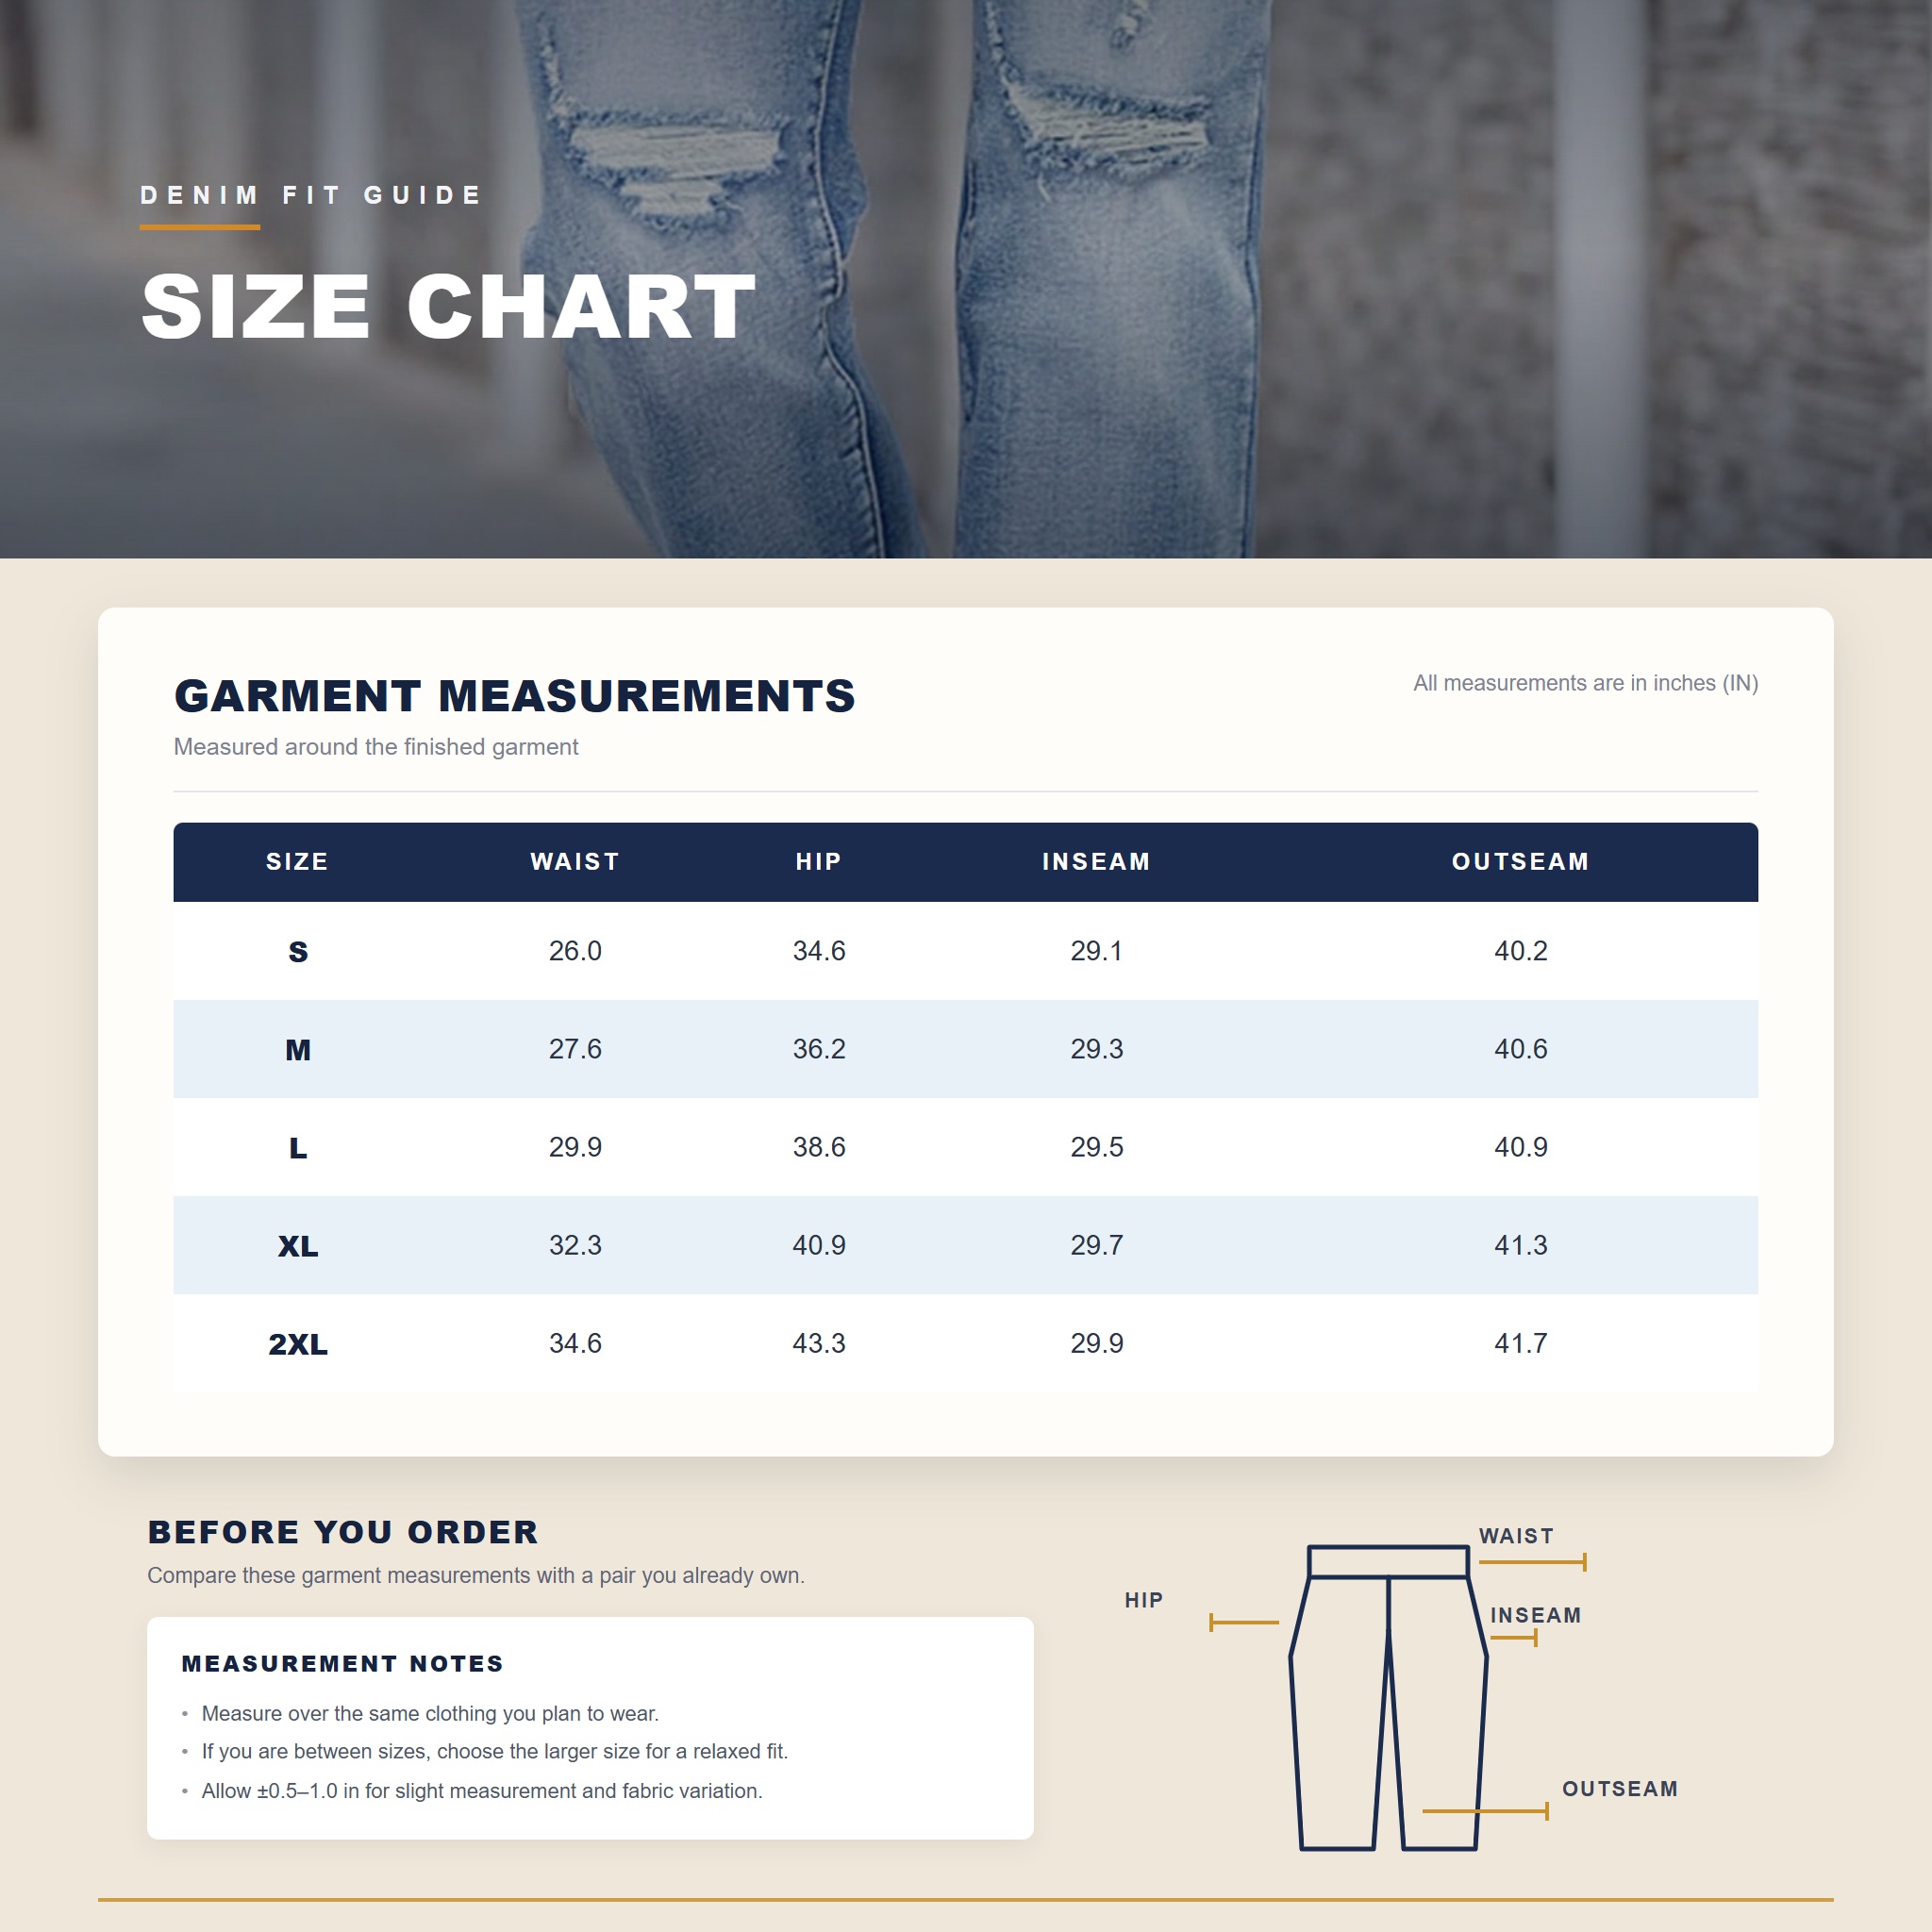 DENIM FIT GUIDE
SIZE CHART
GARMENT MEASUREMENTS
All measurements are in inches (IN)
Measured around the finished garment
SIZE WAIST HIP INSEAM OUTSEAM
S 26.0 34.6 29.1 40.2
M 27.6 36.2 29.3 40.6
L 29.9 38.6 29.5 40.9
XL 32.3 40.9 29.7 41.3
2XL 34.6 43.3 29.9 41.7
BEFORE YOU ORDER
Compare these garment measurements with a pair you already own.
MEASUREMENT NOTES
• Measure over the same clothing you plan to wear.
• If you are between sizes, choose the larger size for a relaxed fit.
• Allow ±0.5–1.0 in for slight measurement and fabric variation.
WAIST
HIP
INSEAM
OUTSEAM